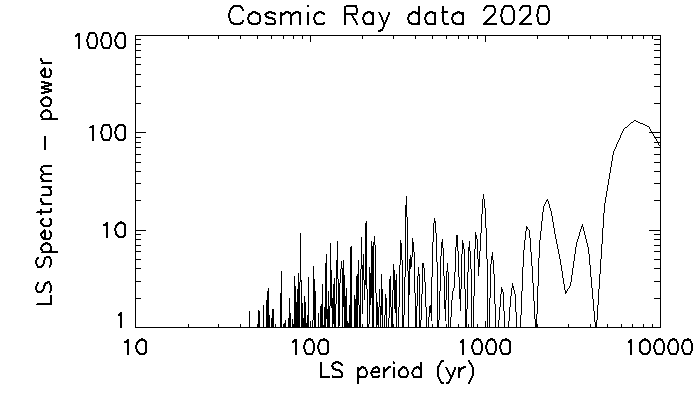 Cosmic Ray data 2020
1000
100
10
1
LS Spectrum − power
10 100 1000 10000
LS period (yr)